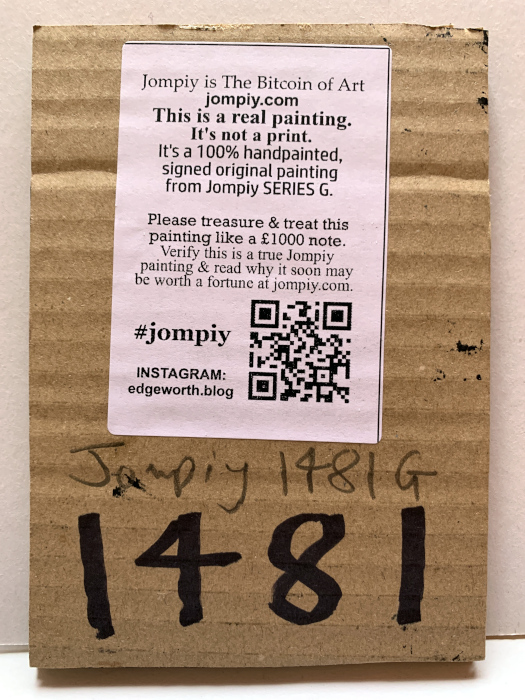 Jompiy is The Bitcoin of Art
jompiy.com
This is a real painting.
It's not a print.
It's a 100% handpainted,
signed original painting
from Jompiy SERIES G.
Please treasure & treat this
painting like a £1000 note.
Verify this is a true Jompiy
painting & read why it soon may
be worth a fortune at jompiy.com.
#jompiy
INSTAGRAM:
edgeworth.blog
Jompiy 1481 G
1481